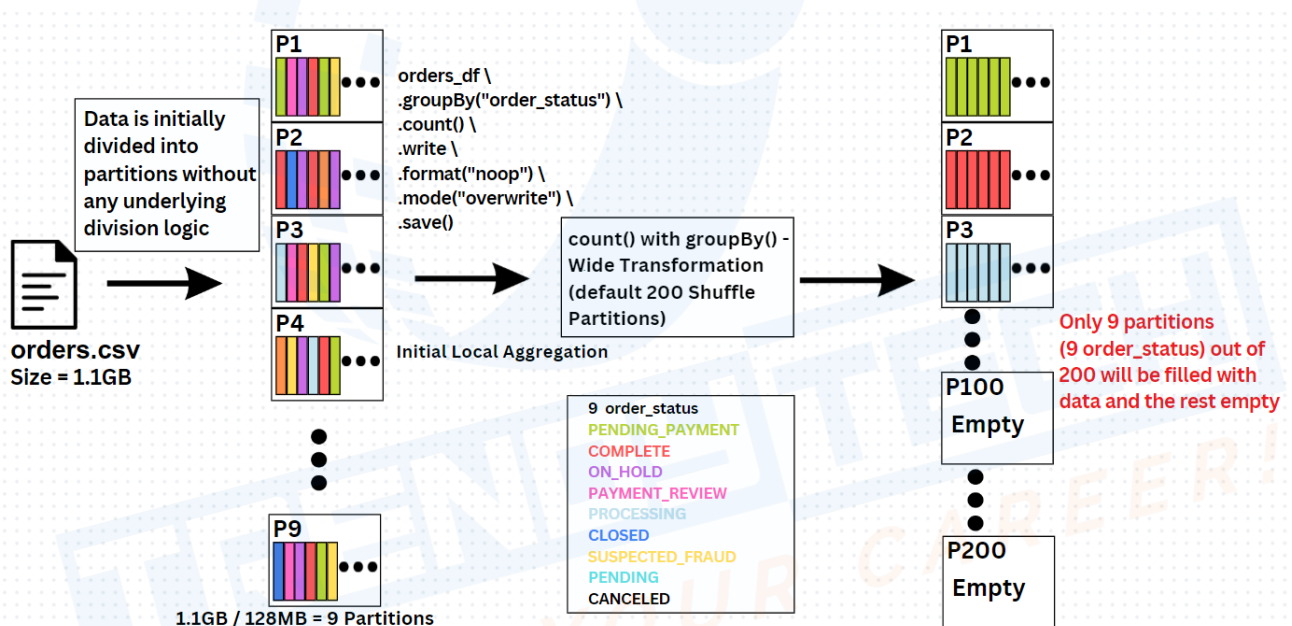 P1
P2
P3
P4
P9
Data is initially
divided into
partitions without
any underlying
division logic
orders.csv
Size = 1.1GB
1.1GB / 128MB = 9 Partitions
orders_df \
.groupBy("order_status") \
.count() \
.write \
.format("noop") \
.mode("overwrite") \
.save()
Initial Local Aggregation
count() with groupBy() -
Wide Transformation
(default 200 Shuffle
Partitions)
9 order_status
PENDING_PAYMENT
COMPLETE
ON_HOLD
PAYMENT_REVIEW
PROCESSING
CLOSED
SUSPECTED_FRAUD
PENDING
CANCELED
P1
P2
P3
P100
Empty
P200
Empty
Only 9 partitions
(9 order_status) out of
200 will be filled with
data and the rest empty
CAREER!